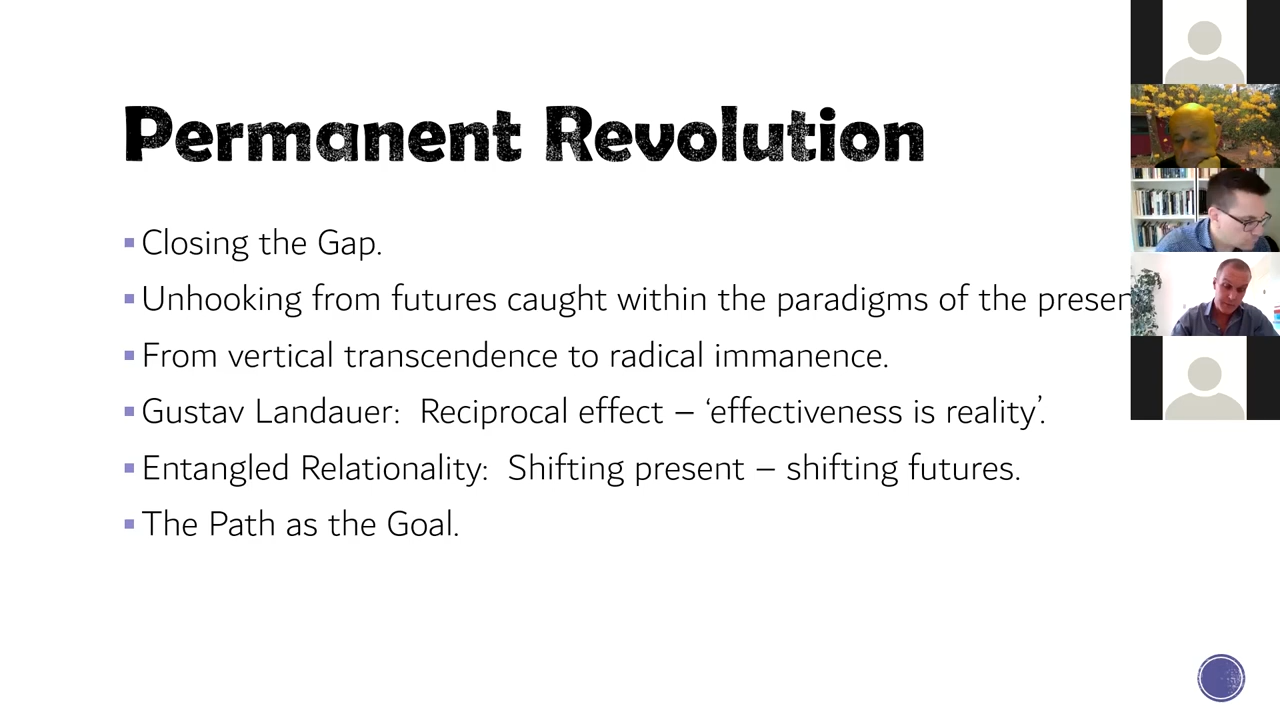 Permanent Revolution
Closing the Gap.
Unhooking from futures caught within the paradigms of the presen
From vertical transcendence to radical immanence.
Gustav Landauer: Reciprocal effect – ‘effectiveness is reality’.
Entangled Relationality: Shifting present – shifting futures.
The Path as the Goal.